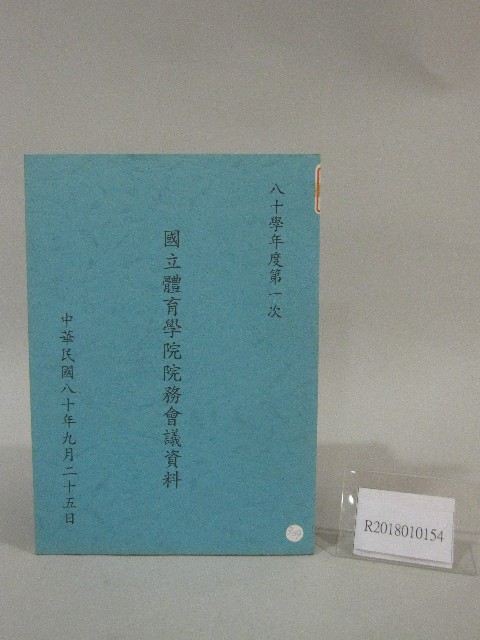 八十學年度第一次
國立體育學院院務會議資料
中華民國八十年九月二十五日
R2018010154